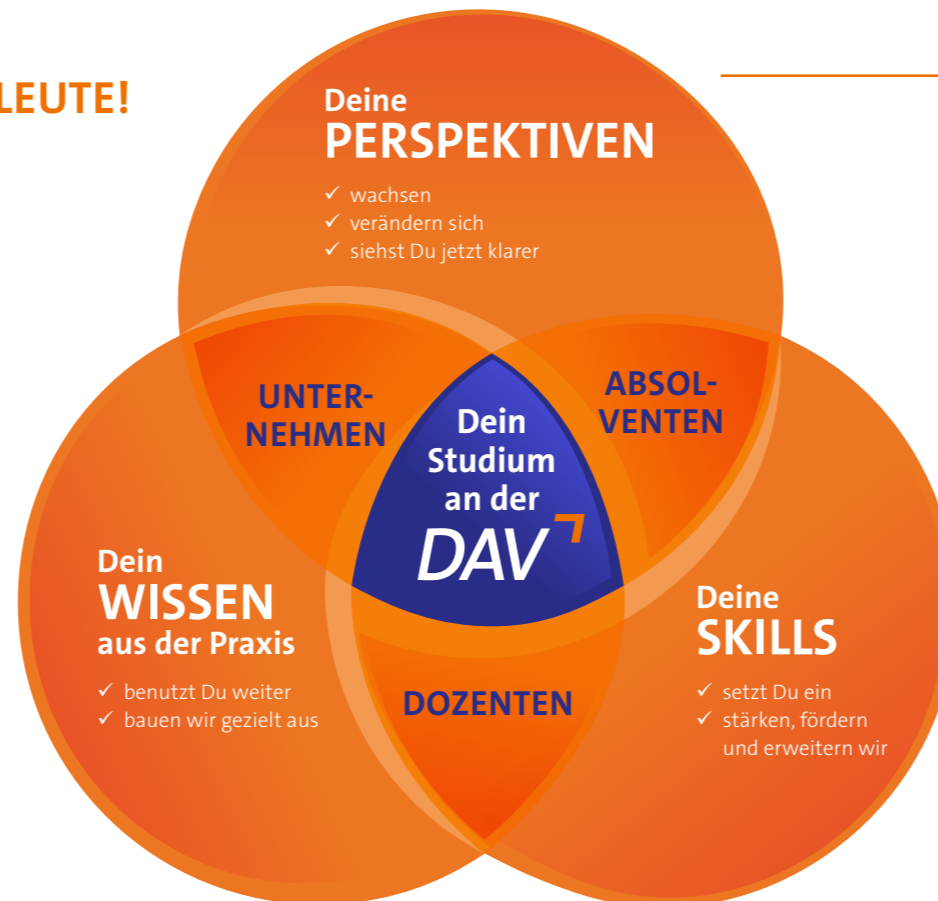 LEUTE!
Deine
PERSPEKTIVEN
✓ wachsen
✓ verändern sich
✓ siehst Du jetzt klarer
UNTER-
NEHMEN
ABSOL-
VENTEN
Dein
Studium
an der
DAV
Dein
WISSEN
aus der Praxis
✓ benutzt Du weiter
✓ bauen wir gezielt aus
DOZENTEN
Deine
SKILLS
✓ setzt Du ein
✓ stärken, fördern
und erweitern wir